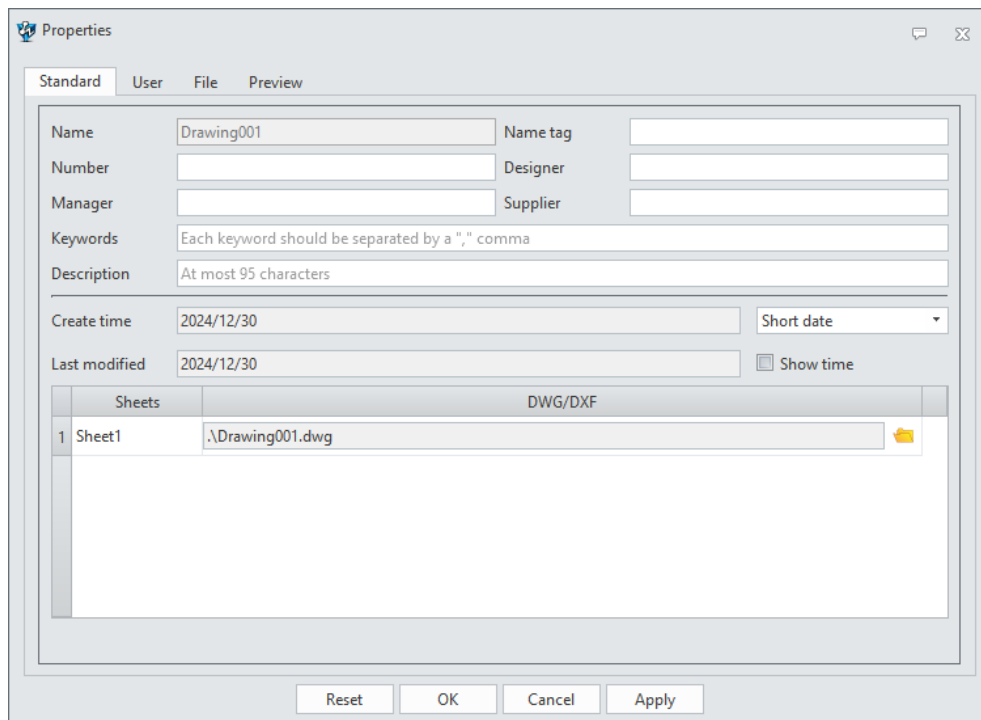 Properties
Standard User File Preview
Name Drawing001 Name tag
Number Designer
Manager Supplier
Keywords Each keyword should be separated by a "," comma
Description At most 95 characters
Create time 2024/12/30 Short date
Last modified 2024/12/30 Show time
Sheets DWG/DXF
1 Sheet1 .\Drawing001.dwg
Reset OK Cancel Apply